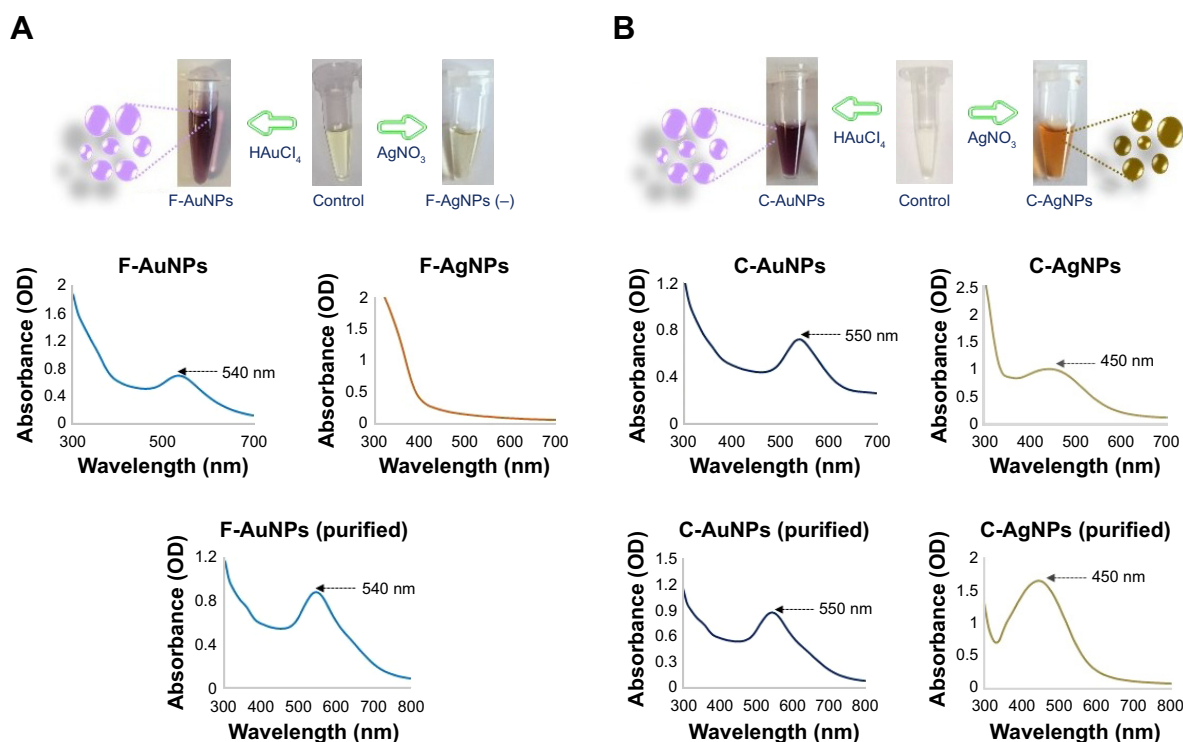 A
HAuCl4
AgNO3
F-AuNPs
Control
F-AgNPs (–)
F-AuNPs
Absorbance (OD)
2
1.6
1.2
0.8
0.4
0
540 nm
300
500
700
Wavelength (nm)
F-AgNPs
Absorbance (OD)
2
1.5
1
0.5
0
300 400 500 600 700
Wavelength (nm)
F-AuNPs (purified)
Absorbance (OD)
1.2
0.8
0.4
0
540 nm
300 400 500 600 700 800
Wavelength (nm)
B
HAuCl4
AgNO3
C-AuNPs
Control
C-AgNPs
C-AuNPs
Absorbance (OD)
1.2
0.8
0.4
0
550 nm
300 400 500 600 700
Wavelength (nm)
C-AgNPs
Absorbance (OD)
2.5
2
1.5
1
0.5
0
450 nm
300 400 500 600 700
Wavelength (nm)
C-AuNPs (purified)
Absorbance (OD)
1.5
1.2
0.9
0.6
0.3
0
550 nm
300 400 500 600 700 800
Wavelength (nm)
C-AgNPs (purified)
Absorbance (OD)
2
1.5
1
0.5
0
450 nm
300 400 500 600 700 800
Wavelength (nm)